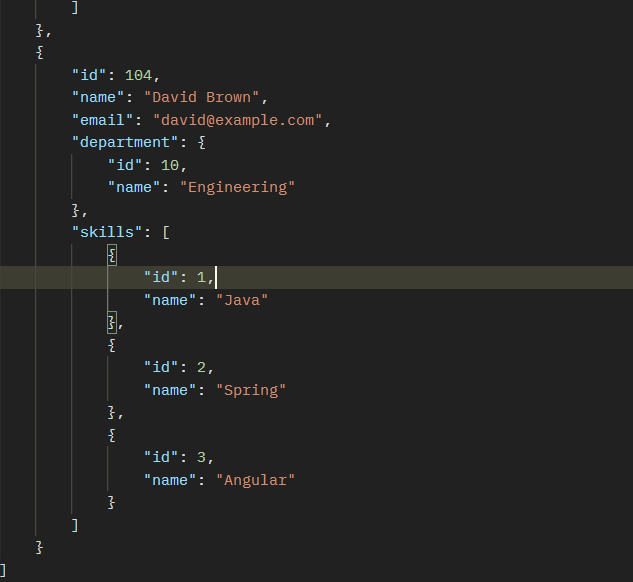 ]
    },
    {
        "id": 104,
        "name": "David Brown",
        "email": "david@example.com",
        "department": {
            "id": 10,
            "name": "Engineering"
        },
        "skills": [
            {
                "id": 1,
                "name": "Java"
            },
            {
                "id": 2,
                "name": "Spring"
            },
            {
                "id": 3,
                "name": "Angular"
            }
        ]
    }
]